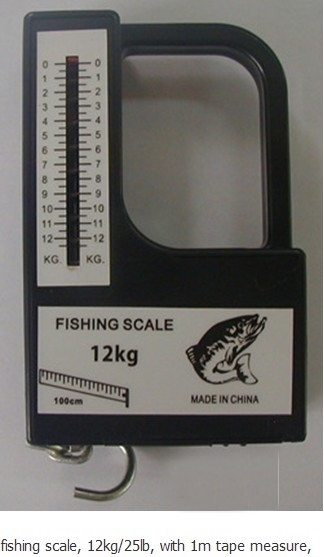 0 0
1 1
2 2
3 3
4 4
5 5
6 6
7 7
8 8
9 9
10 10
11 11
12 12
KG. KG.
FISHING SCALE
12kg
100cm
MADE IN CHINA
fishing scale, 12kg/25lb, with 1m tape measure,